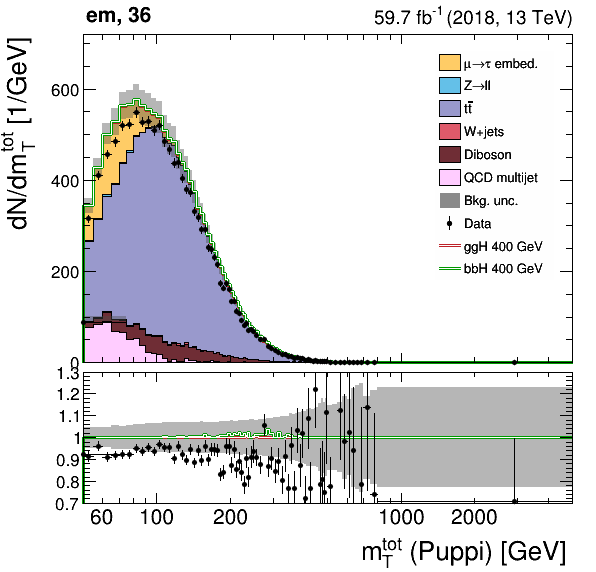 em, 36
59.7 fb⁻¹ (2018, 13 TeV)
dN/dm_T^tot [1/GeV]
600
400
200
0
μ→τ embed.
Z→ll
tt̅
W+jets
Diboson
QCD multijet
Bkg. unc.
Data
ggH 400 GeV
bbH 400 GeV
1.3
1.2
1.1
1
0.9
0.8
0.7
60 100 200 1000 2000
m_T^tot (Puppi) [GeV]